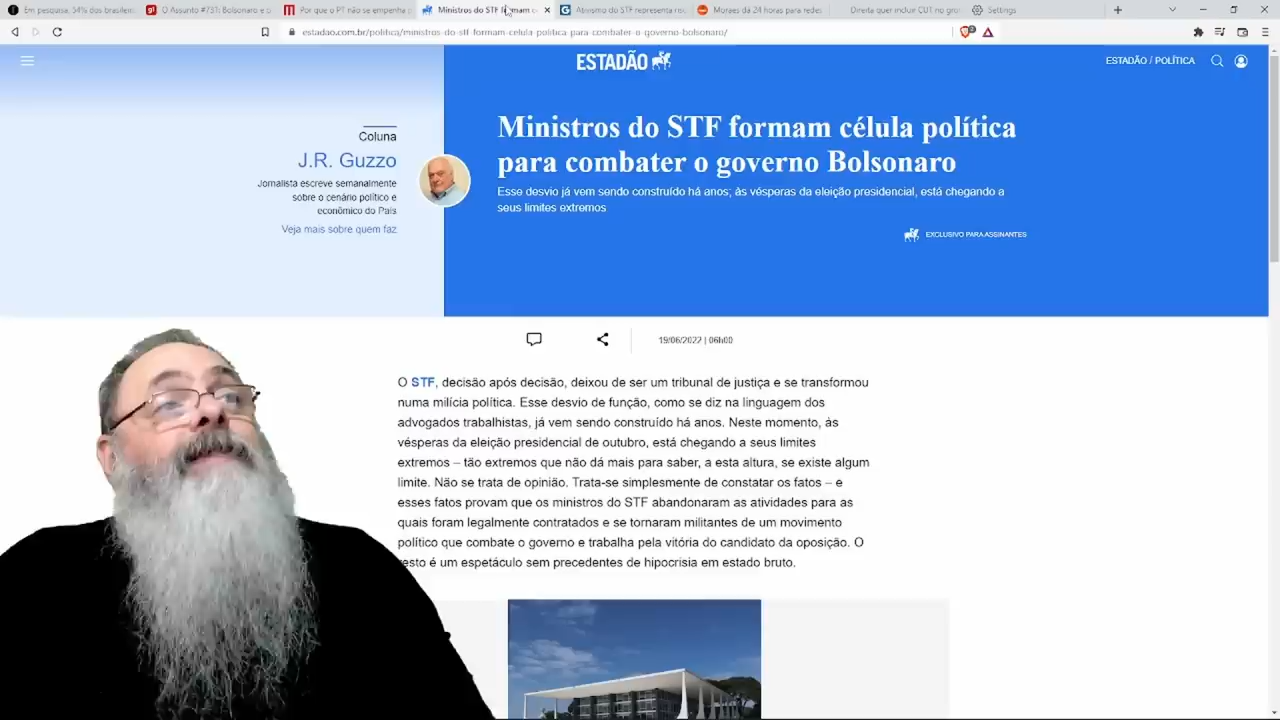 Em pesquisa, 54% dos brasileir
O Assunto #731: Bolsonaro e
Por que o PT não se empenha
Ministros do STF formam c
Ativismo do STF representa
Moraes dá 24 horas para redes
Direita quer incluir CUT no
Settings
estadao.com.br/politica/ministros-do-stf-formam-celula-politica-para-combater-o-governo-bolsonaro/
ESTADÃO
ESTADÃO / POLÍTICA
Coluna
J.R. Guzzo
Jornalista escreve semanalmente
sobre o cenário político e
econômico do País
Veja mais sobre quem faz
Ministros do STF formam célula política
para combater o governo Bolsonaro
Esse desvio já vem sendo construído há anos; às vésperas da eleição presidencial, está chegando a
seus limites extremos
EXCLUSIVO PARA ASSINANTES
19/06/2022 | 06h00
O STF, decisão após decisão, deixou de ser um tribunal de justiça e se transformou
numa milícia política. Esse desvio de função, como se diz na linguagem dos
advogados trabalhistas, já vem sendo construído há anos. Neste momento, às
vésperas da eleição presidencial de outubro, está chegando a seus limites
extremos – tão extremos que não dá mais para saber, a esta altura, se existe algum
limite. Não se trata de opinião. Trata-se simplesmente de constatar os fatos – e
esses fatos provam que os ministros do STF abandonaram as atividades para as
quais foram legalmente contratados e se tornaram militantes de um movimento
político que combate o governo e trabalha pela vitória do candidato da oposição. O
resto é um espetáculo sem precedentes de hipocrisia em estado bruto.